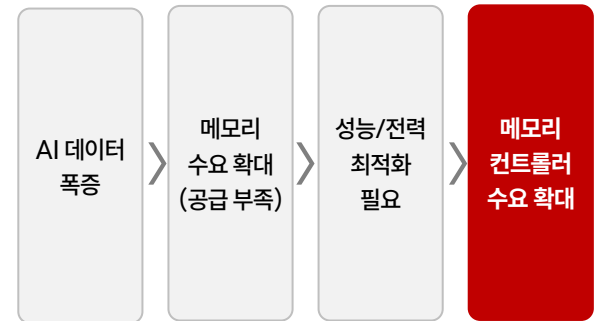 AI 데이터
폭증
메모리
수요 확대
(공급 부족)
성능/전력
최적화
필요
메모리
컨트롤러
수요 확대